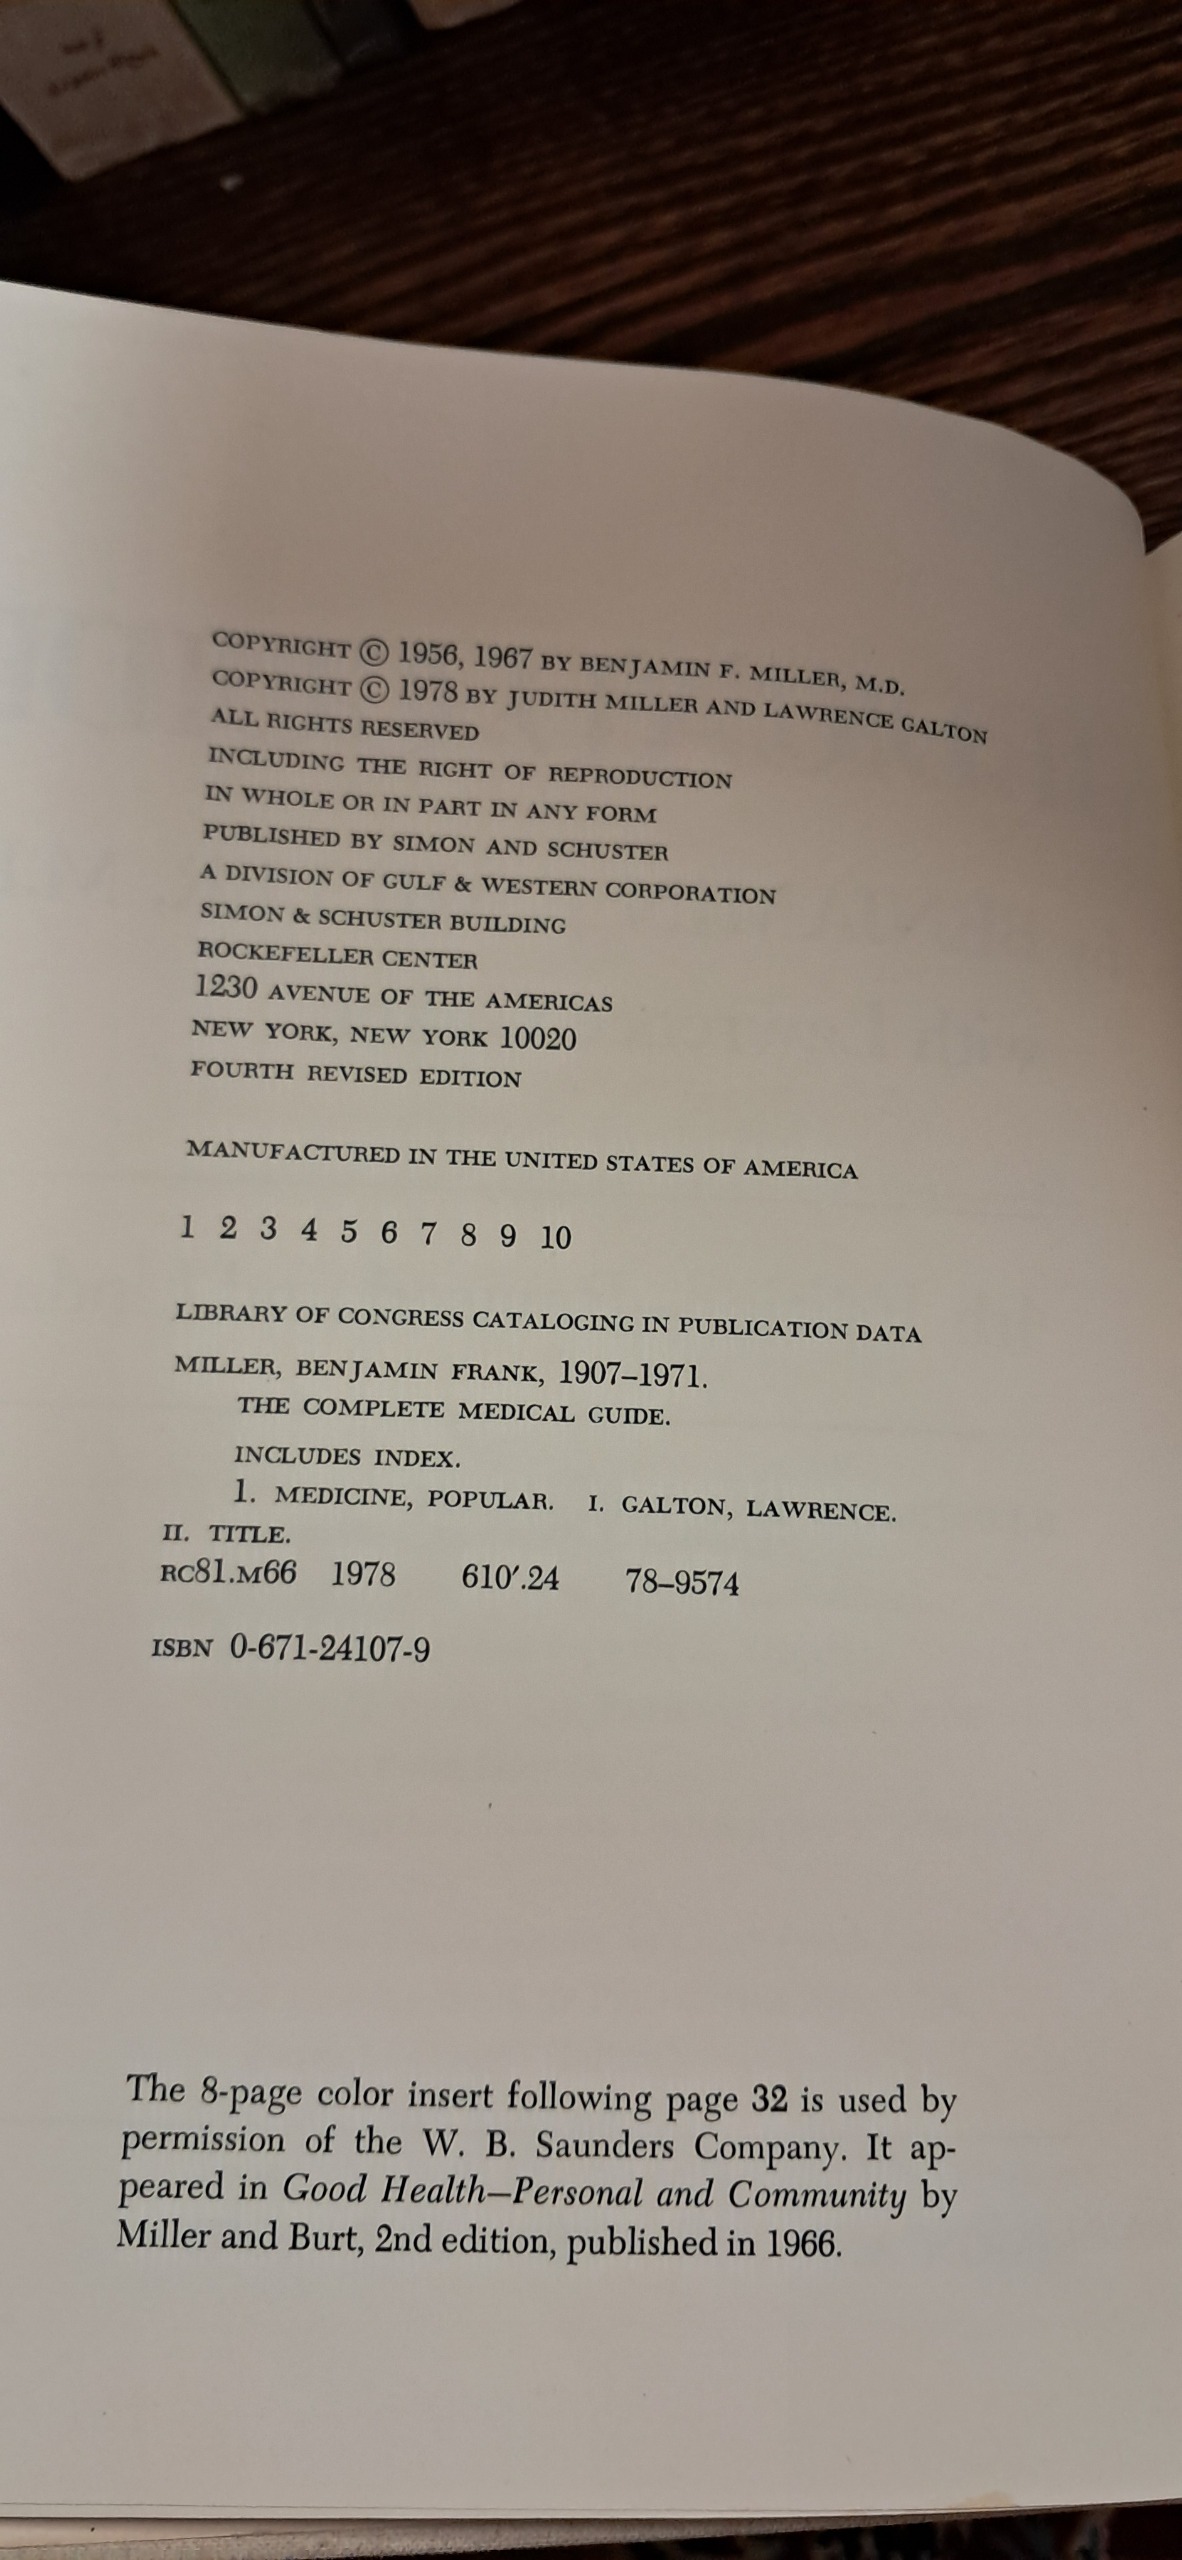 COPYRIGHT © 1956, 1967 BY BENJAMIN F. MILLER, M.D.
COPYRIGHT © 1978 BY JUDITH MILLER AND LAWRENCE GALTON
ALL RIGHTS RESERVED
INCLUDING THE RIGHT OF REPRODUCTION
IN WHOLE OR IN PART IN ANY FORM
PUBLISHED BY SIMON AND SCHUSTER
A DIVISION OF GULF & WESTERN CORPORATION
SIMON & SCHUSTER BUILDING
ROCKEFELLER CENTER
1230 AVENUE OF THE AMERICAS
NEW YORK, NEW YORK 10020
FOURTH REVISED EDITION
MANUFACTURED IN THE UNITED STATES OF AMERICA
1 2 3 4 5 6 7 8 9 10
LIBRARY OF CONGRESS CATALOGING IN PUBLICATION DATA
MILLER, BENJAMIN FRANK, 1907–1971.
THE COMPLETE MEDICAL GUIDE.
INCLUDES INDEX.
1. MEDICINE, POPULAR. I. GALTON, LAWRENCE.
II. TITLE.
RC81.M66 1978 610′.24 78–9574
ISBN 0-671-24107-9
The 8-page color insert following page 32 is used by
permission of the W. B. Saunders Company. It ap-
peared in Good Health—Personal and Community by
Miller and Burt, 2nd edition, published in 1966.